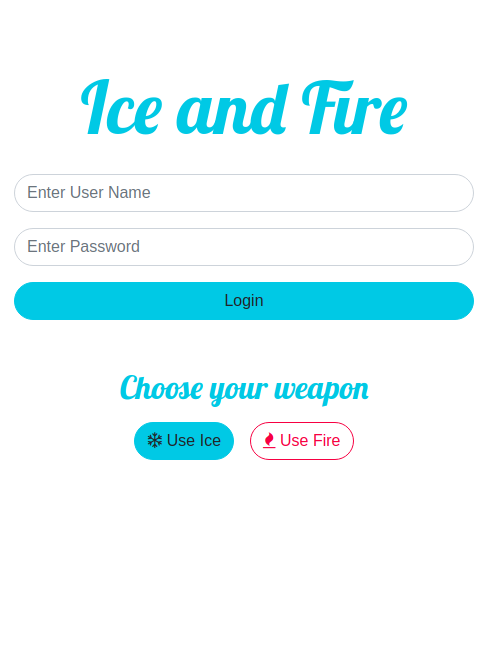 Ice and Fire
Enter User Name
Enter Password
Login
Choose your weapon
Use Ice Use Fire